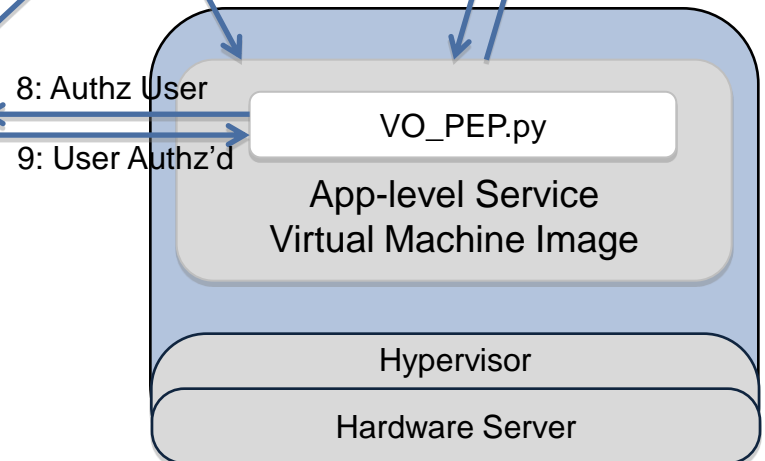 8: Authz User
VO_PEP.py
9: User Authz’d
App-level Service
Virtual Machine Image
Hypervisor
Hardware Server